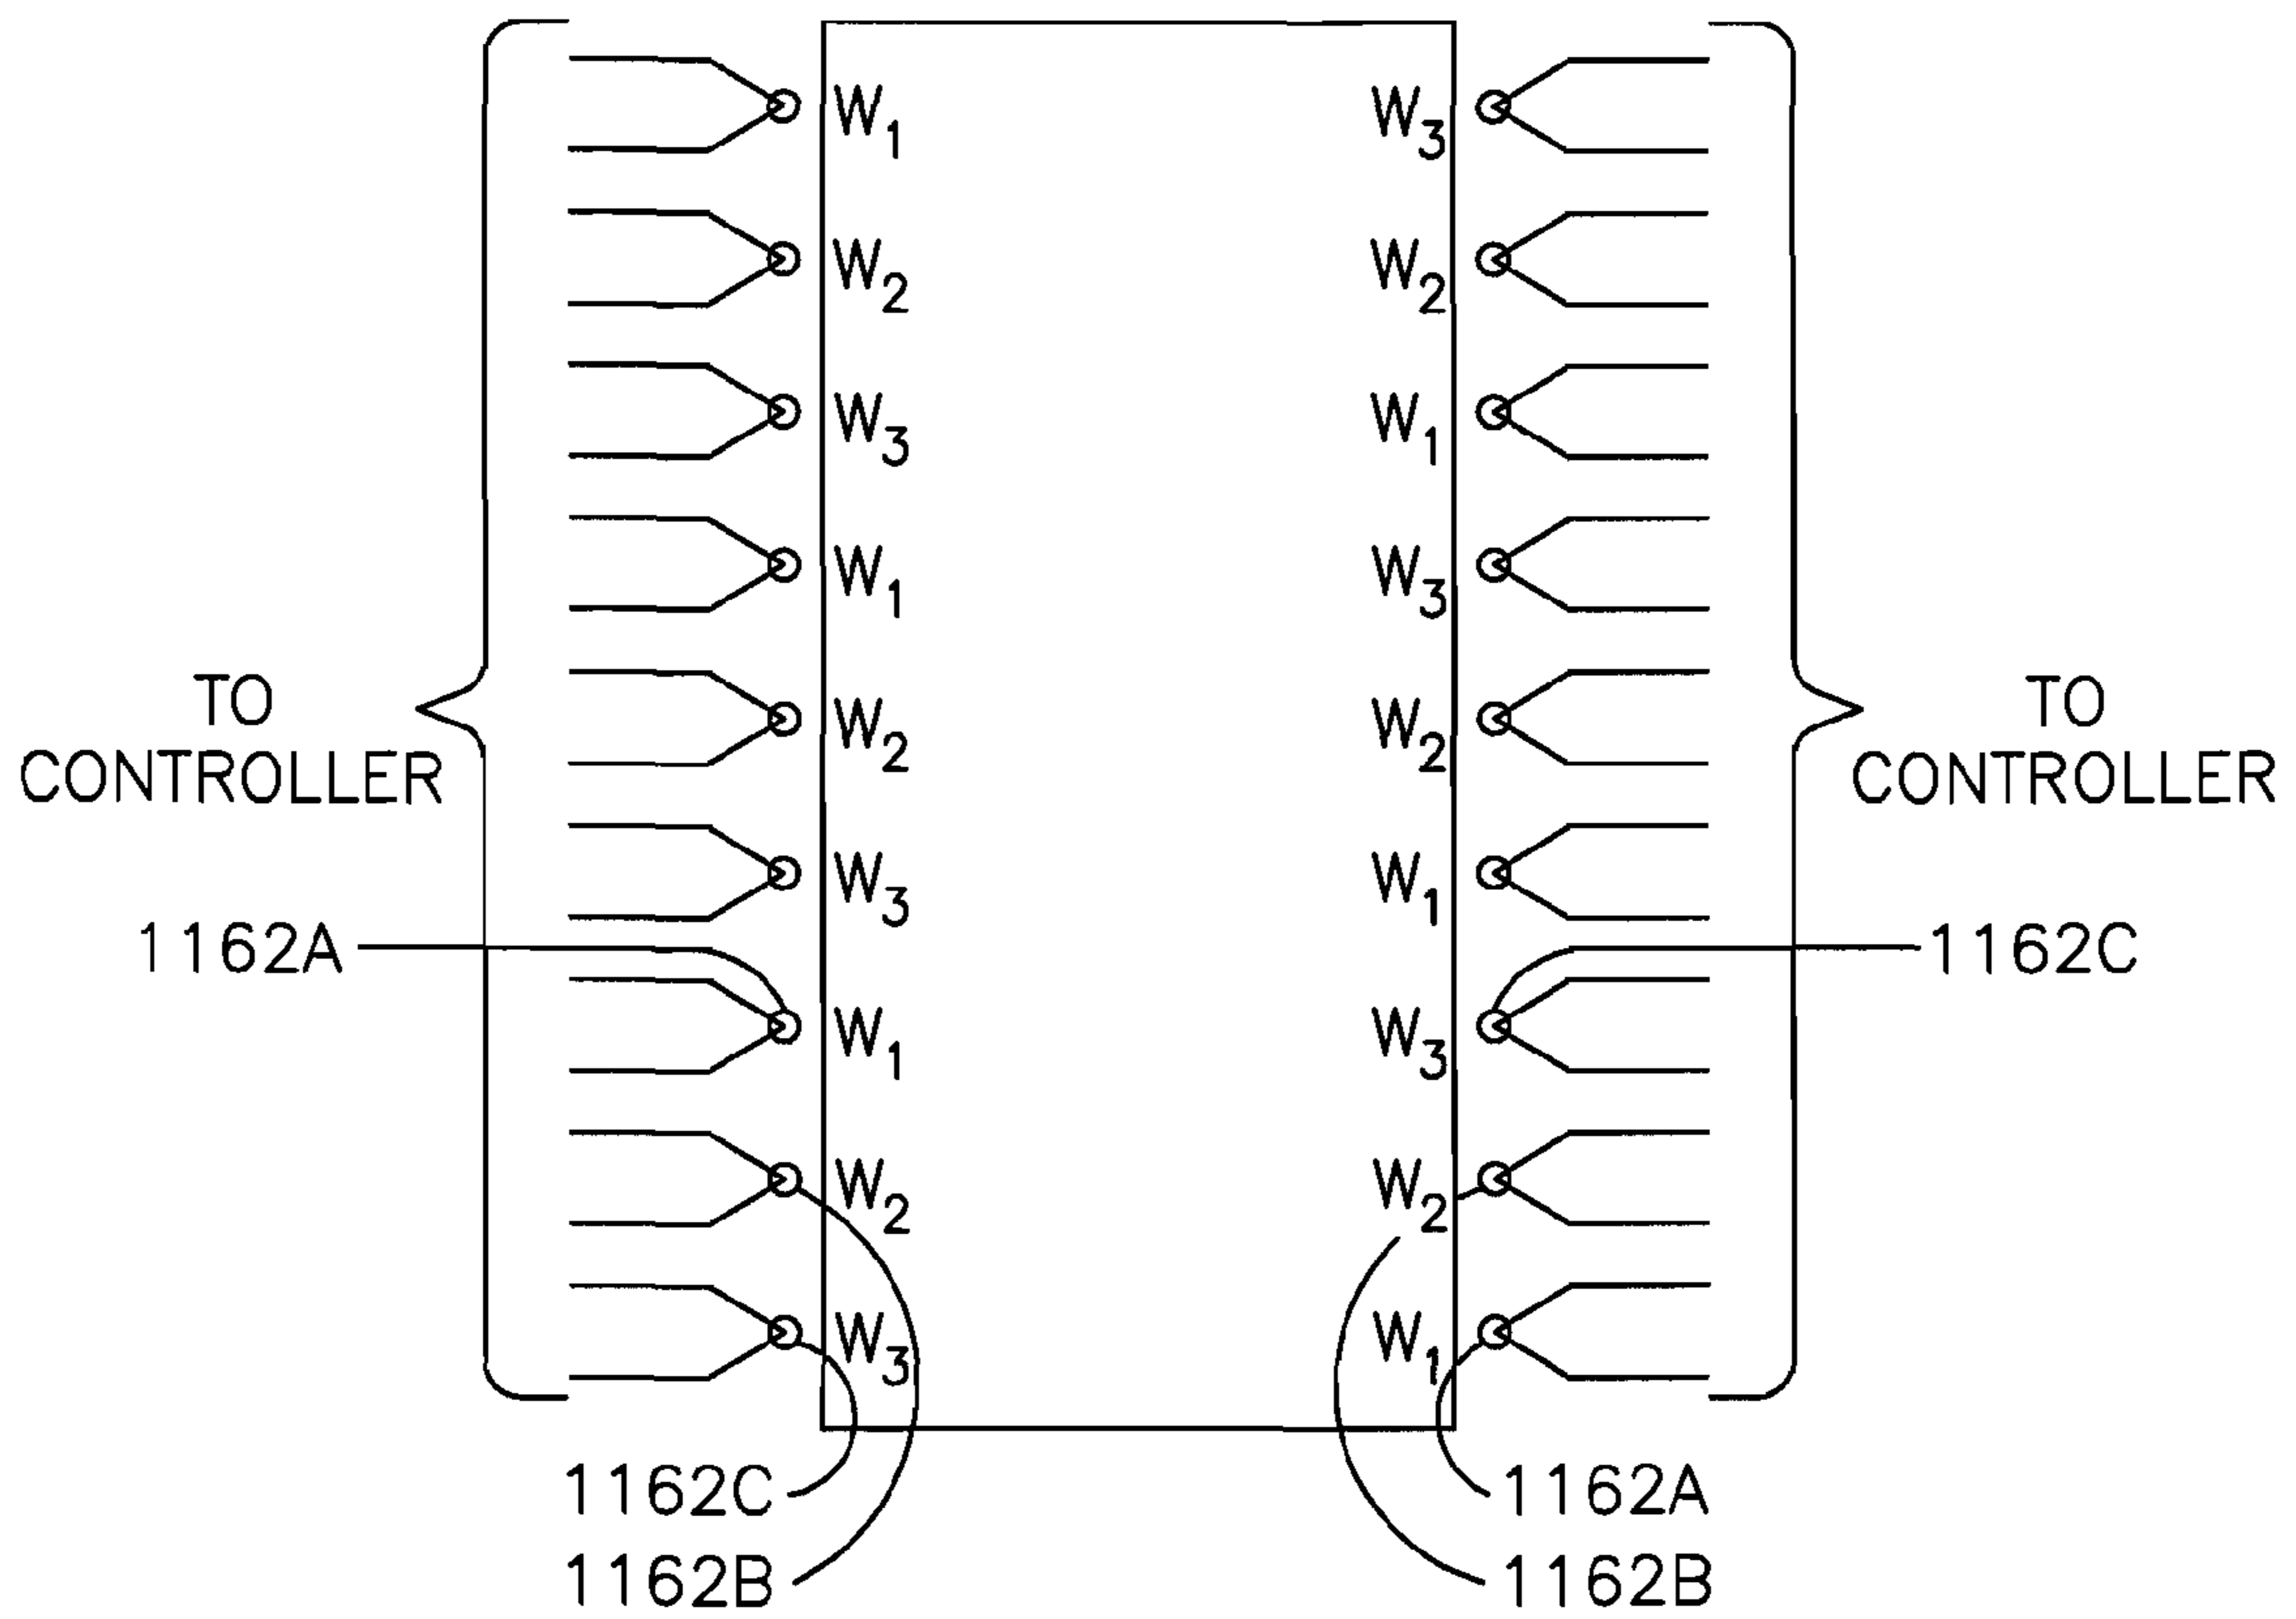 W1 W3
W2 W2
W3 W1
W1 W3
TO
CONTROLLER
W2 W2
TO
CONTROLLER
W3 W1
1162A 1162C
W1 W3
W2 W2
W3 W1
1162C 1162A
1162B 1162B